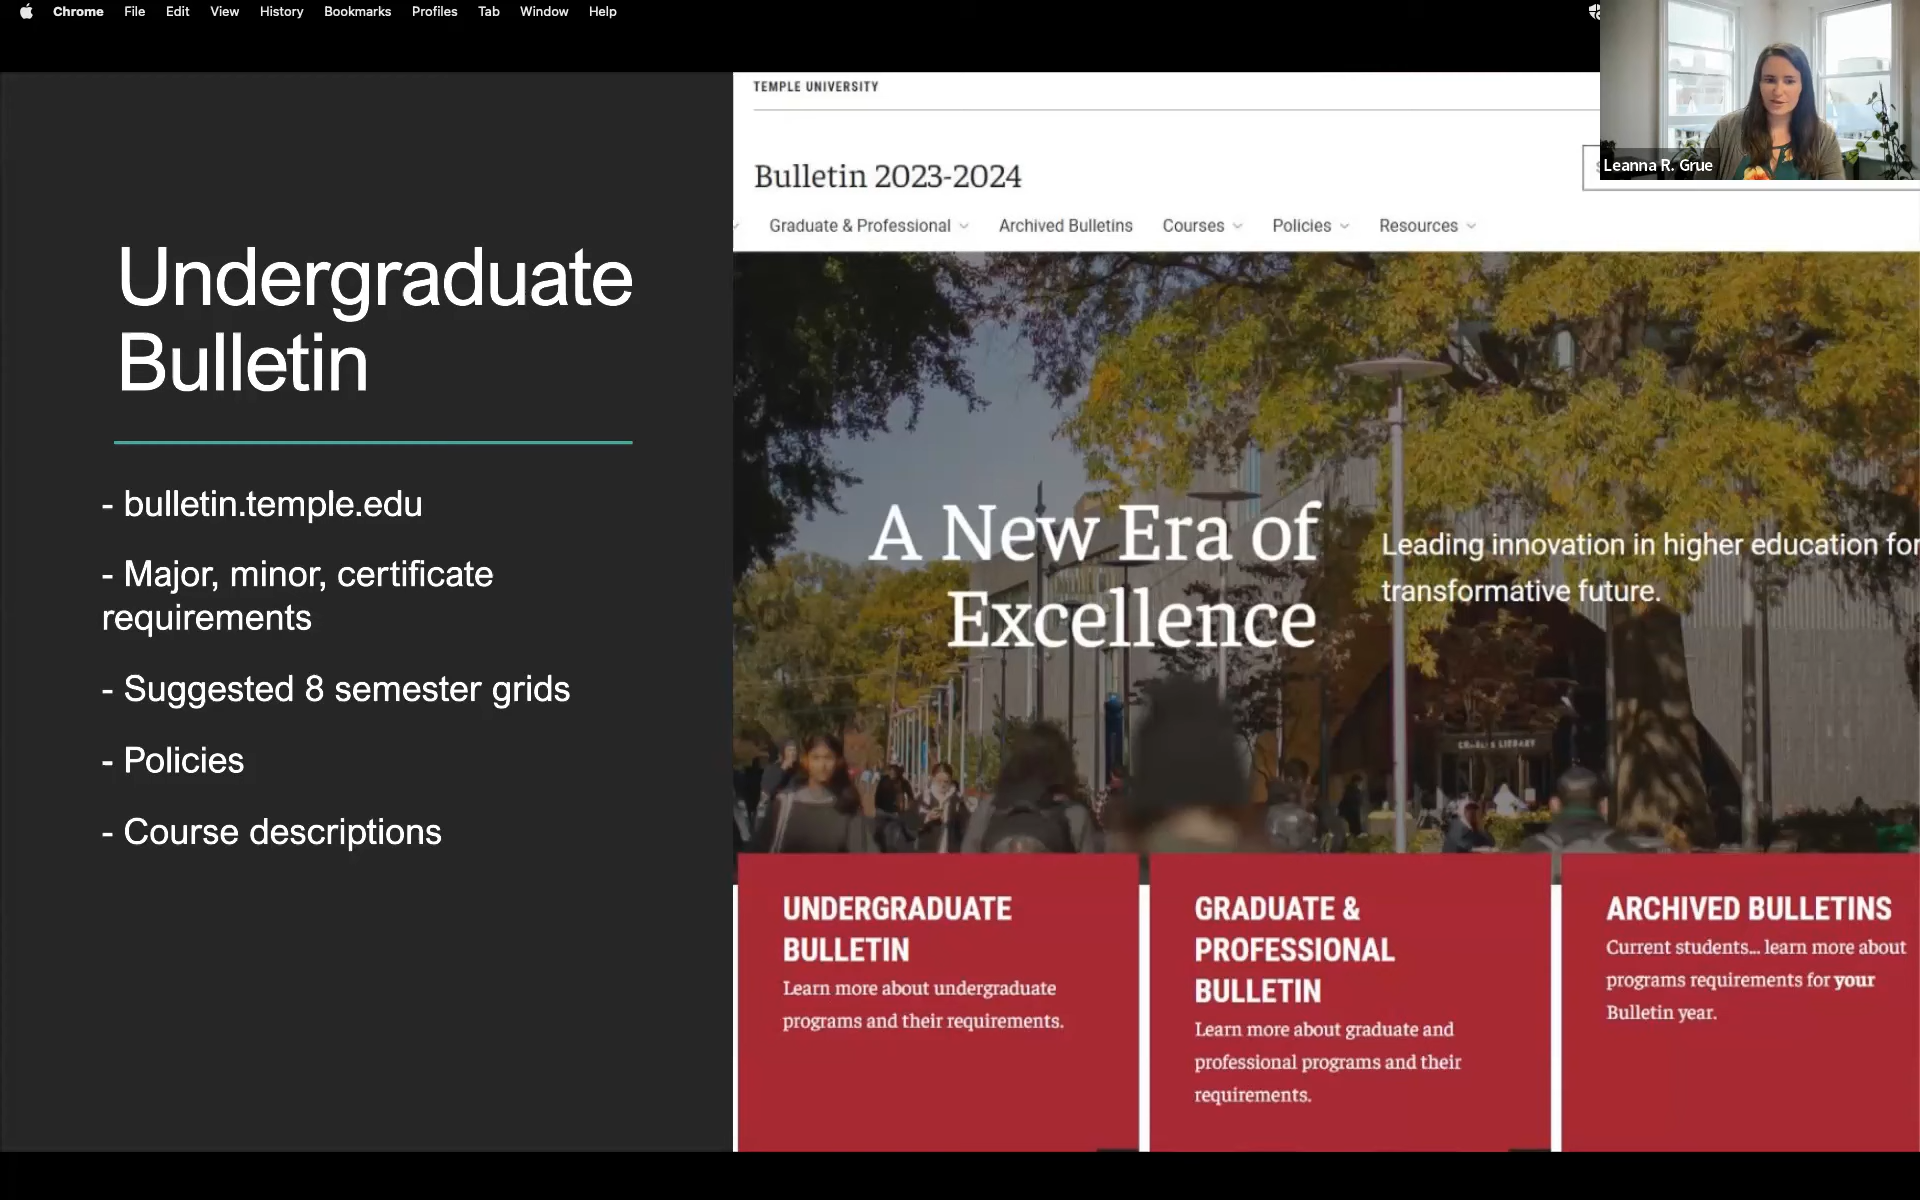 Chrome File Edit View History Bookmarks Profiles Tab Window Help
Undergraduate
Bulletin
- bulletin.temple.edu
- Major, minor, certificate
requirements
- Suggested 8 semester grids
- Policies
- Course descriptions
TEMPLE UNIVERSITY
Bulletin 2023-2024
Graduate & Professional Archived Bulletins Courses Policies Resources
A New Era of
Excellence
Leading innovation in higher education for
transformative future.
CHARLES LIBRARY
UNDERGRADUATE
BULLETIN
Learn more about undergraduate
programs and their requirements.
GRADUATE &
PROFESSIONAL
BULLETIN
Learn more about graduate and
professional programs and their
requirements.
ARCHIVED BULLETINS
Current students... learn more about
programs requirements for your
Bulletin year.
Leanna R. Grue